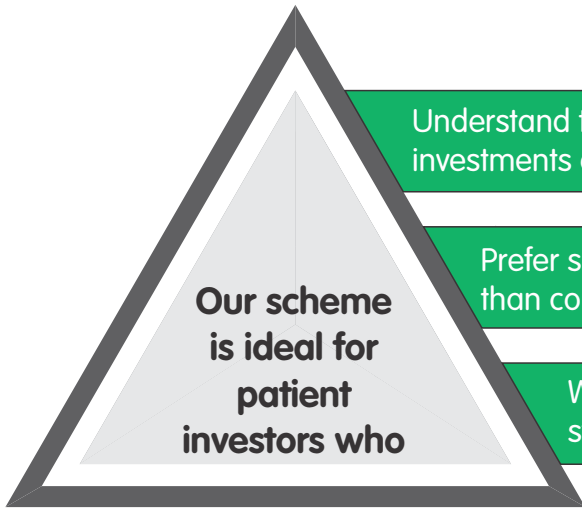 Understand
investments
Prefer
than
Our scheme
is ideal for
patient
investors who